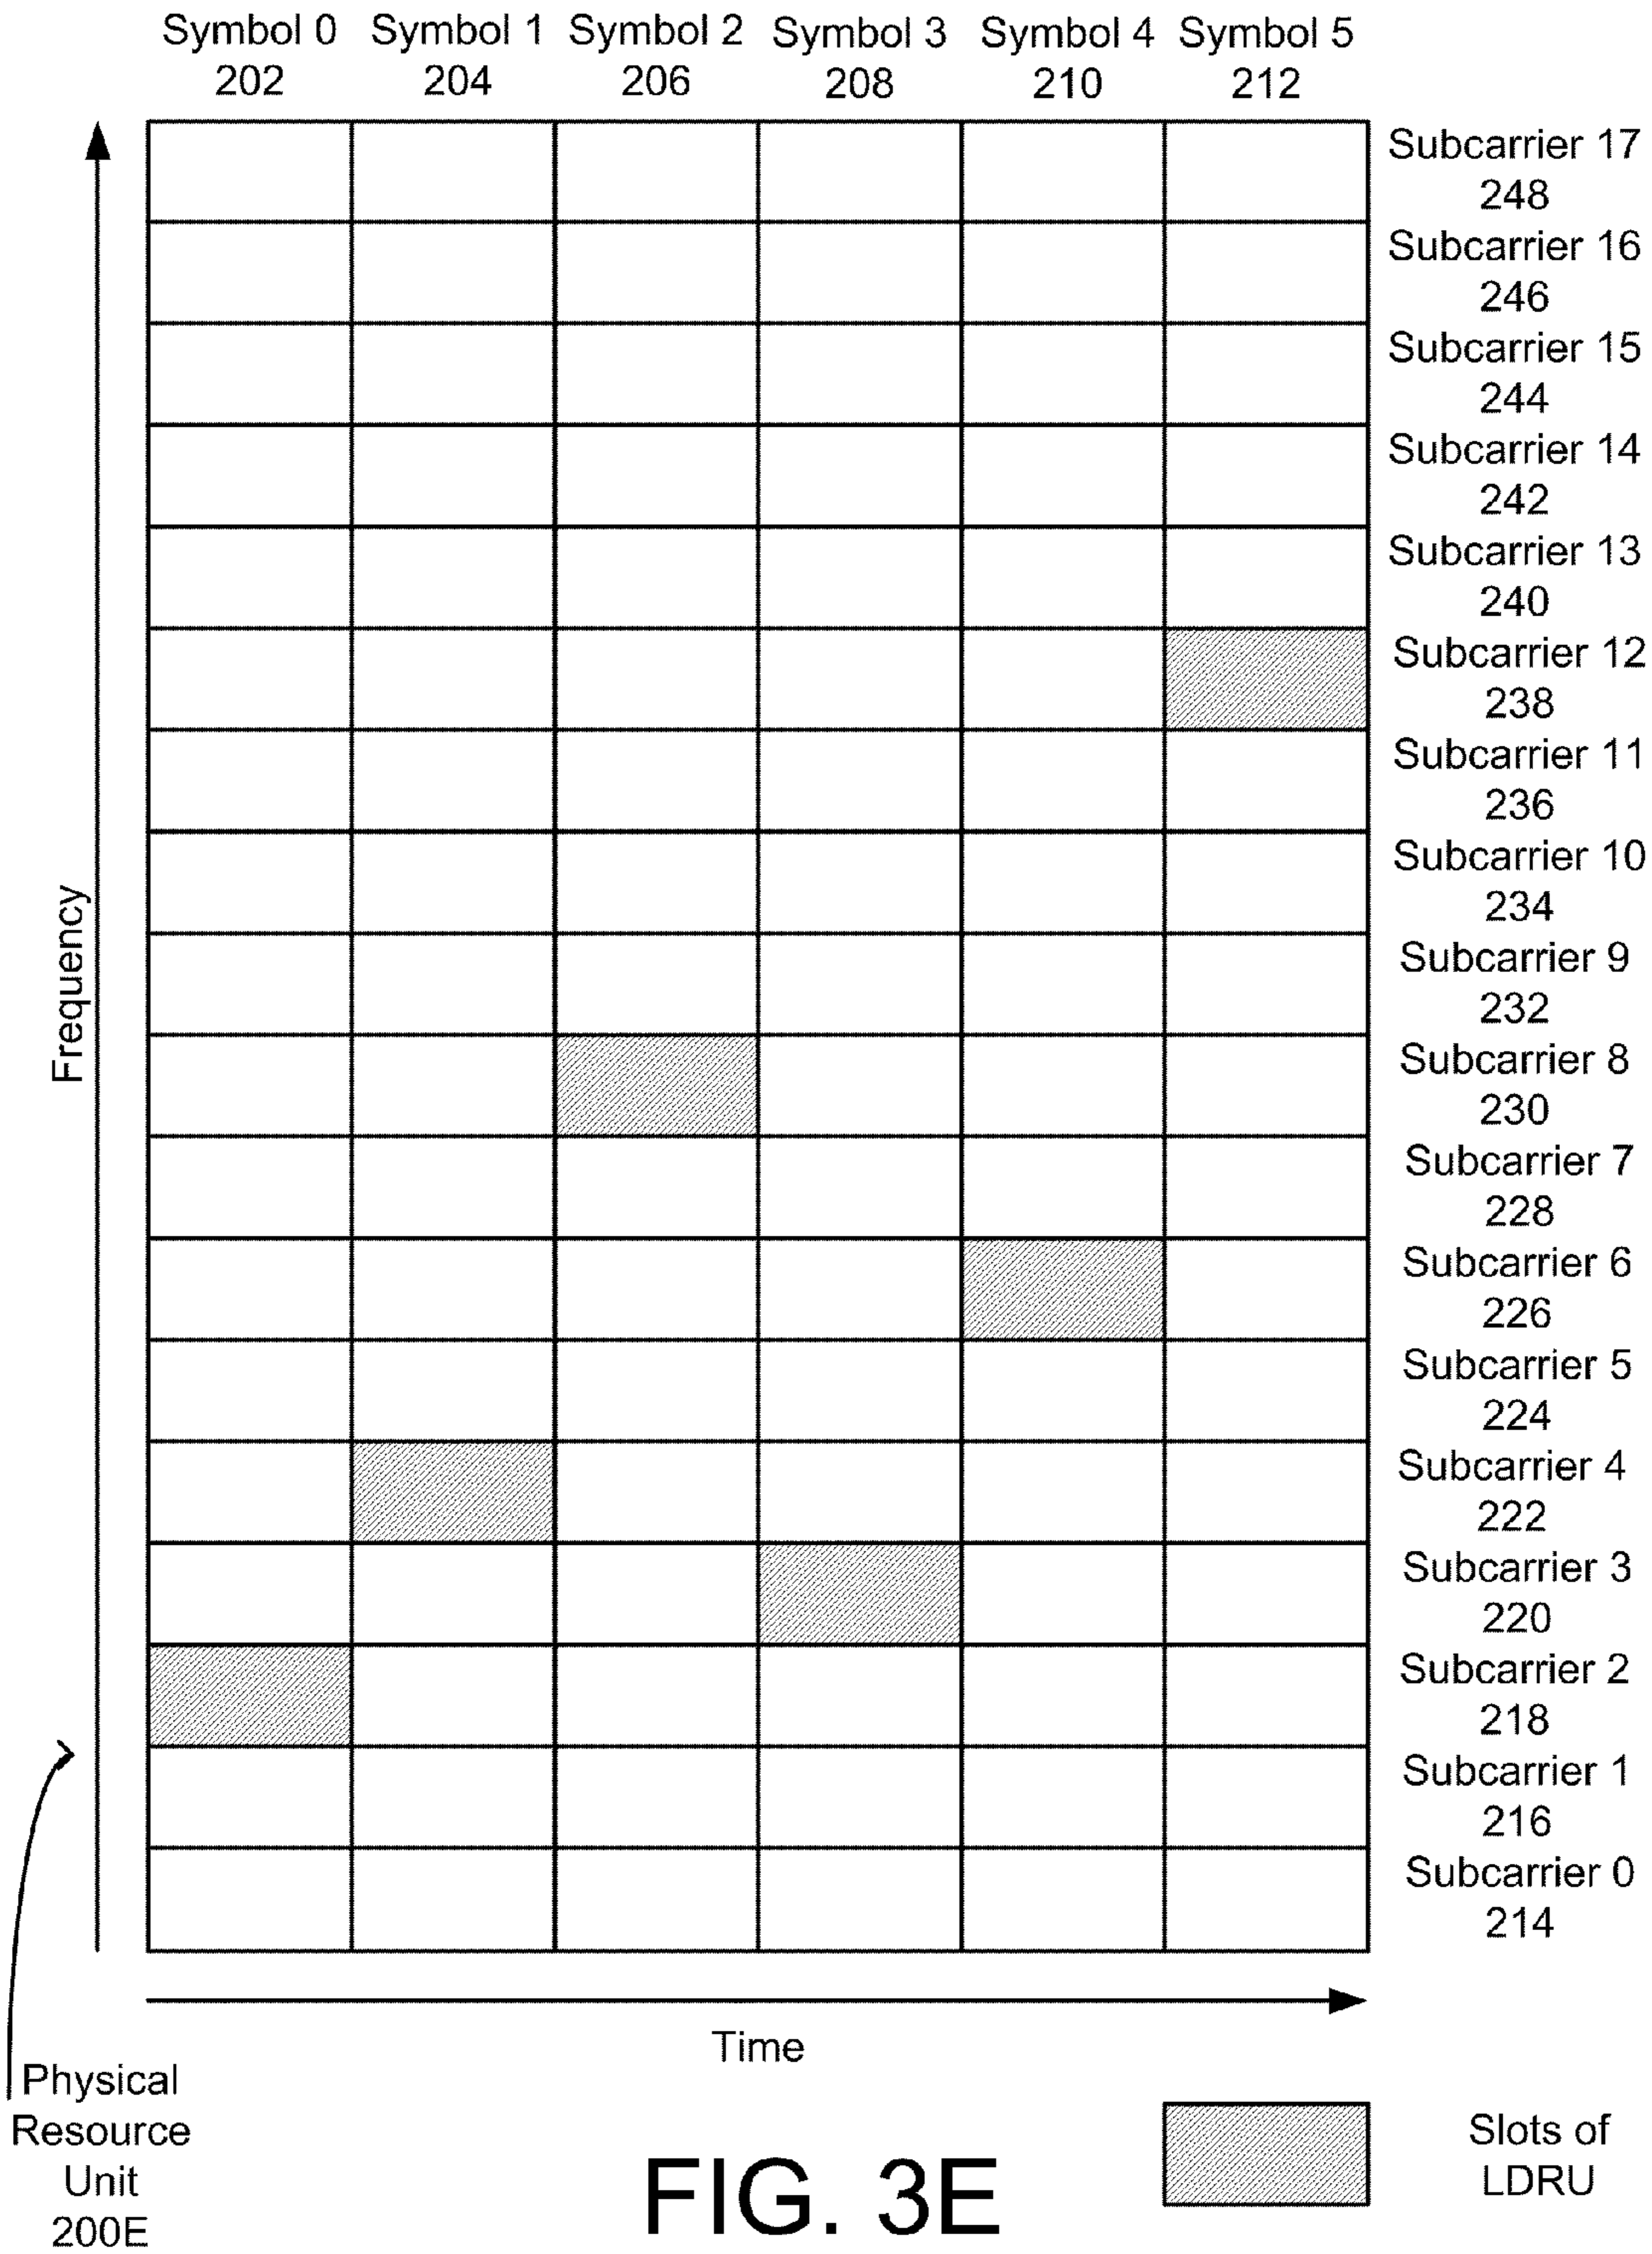 Symbol 0 Symbol 1 Symbol 2 Symbol 3 Symbol 4 Symbol 5
202 204 206 208 210 212
Subcarrier 17
248
Subcarrier 16
246
Subcarrier 15
244
Subcarrier 14
242
Subcarrier 13
240
Subcarrier 12
238
Subcarrier 11
236
Subcarrier 10
234
Subcarrier 9
232
Subcarrier 8
230
Subcarrier 7
228
Subcarrier 6
226
Subcarrier 5
224
Subcarrier 4
222
Subcarrier 3
220
Subcarrier 2
218
Subcarrier 1
216
Subcarrier 0
214
Frequency
Time
Physical
Resource
Unit
200E
FIG. 3E
Slots of
LDRU